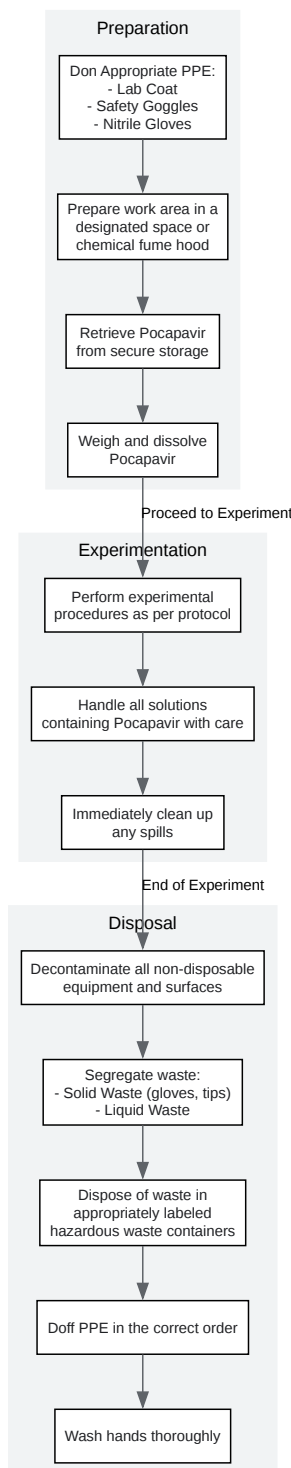 Preparation
Don Appropriate PPE:
- Lab Coat
- Safety Goggles
- Nitrile Gloves
Prepare work area in a
designated space or
chemical fume hood
Retrieve Pocapavir
from secure storage
Weigh and dissolve
Pocapavir
Proceed to Experiment
Experimentation
Perform experimental
procedures as per protocol
Handle all solutions
containing Pocapavir with care
Immediately clean up
any spills
End of Experiment
Disposal
Decontaminate all non-disposable
equipment and surfaces
Segregate waste:
- Solid Waste (gloves, tips)
- Liquid Waste
Dispose of waste in
appropriately labeled
hazardous waste containers
Doff PPE in the correct order
Wash hands thoroughly